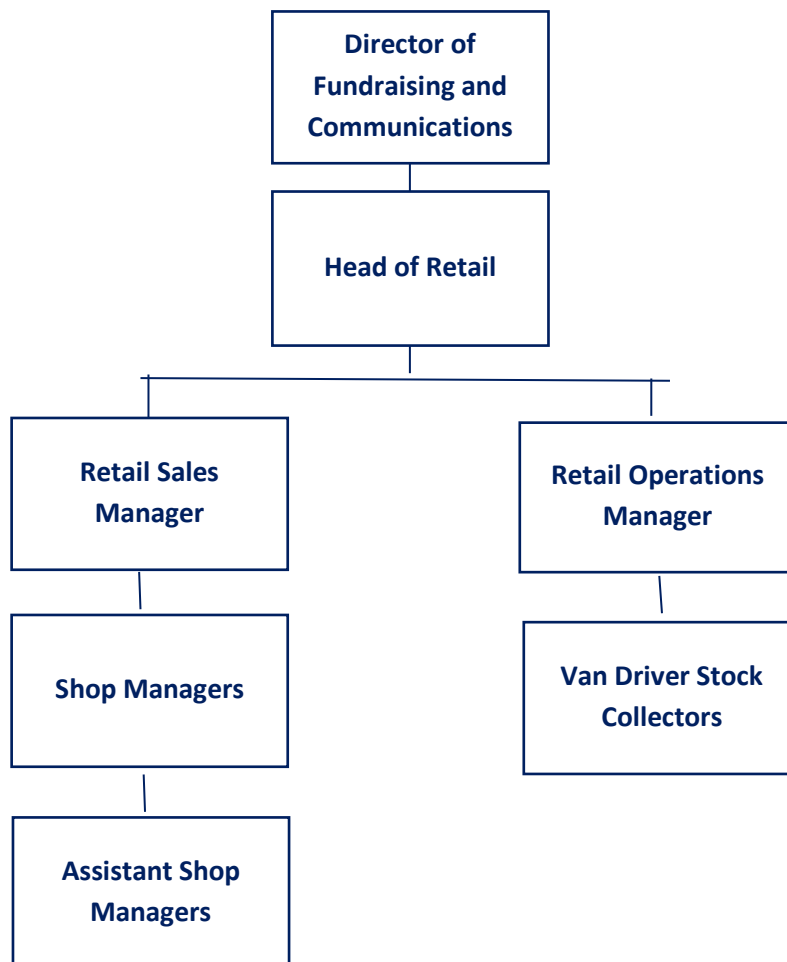 Director of
Fundraising and
Communications
Head of Retail
Retail Sales
Manager
Retail Operations
Manager
Shop Managers
Van Driver Stock
Collectors
Assistant Shop
Managers